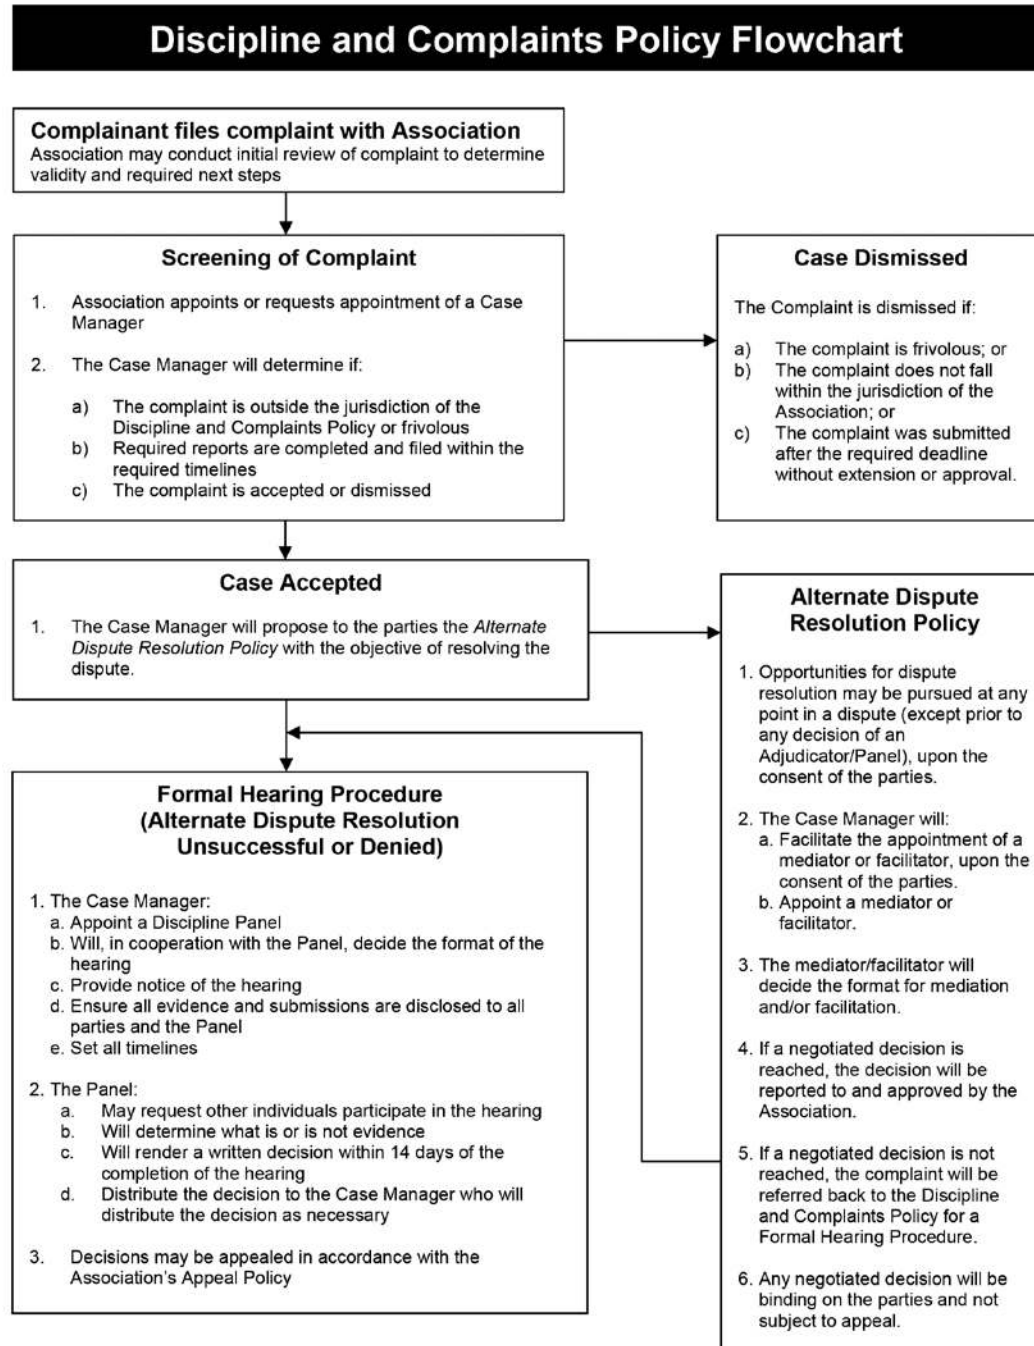 Discipline and Complaints Policy Flowchart
Complainant files complaint with Association
Association may conduct initial review of complaint to determine
validity and required next steps
Screening of Complaint
1. Association appoints or requests appointment of a Case
Manager
2. The Case Manager will determine if:
a) The complaint is outside the jurisdiction of the
Discipline and Complaints Policy or frivolous
b) Required reports are completed and filed within the
required timelines
c) The complaint is accepted or dismissed
Case Dismissed
The Complaint is dismissed if:
a) The complaint is frivolous; or
b) The complaint does not fall
within the jurisdiction of the
Association; or
c) The complaint was submitted
after the required deadline
without extension or approval.
Case Accepted
1. The Case Manager will propose to the parties the Alternate
Dispute Resolution Policy with the objective of resolving the
dispute.
Alternate Dispute
Resolution Policy
1. Opportunities for dispute
resolution may be pursued at any
point in a dispute (except prior to
any decision of an
Adjudicator/Panel), upon the
consent of the parties.
2. The Case Manager will:
a. Facilitate the appointment of a
mediator or facilitator, upon the
consent of the parties.
b. Appoint a mediator or
facilitator.
3. The mediator/facilitator will
decide the format for mediation
and/or facilitation.
4. If a negotiated decision is
reached, the decision will be
reported to and approved by the
Association.
5. If a negotiated decision is not
reached, the complaint will be
referred back to the Discipline
and Complaints Policy for a
Formal Hearing Procedure.
6. Any negotiated decision will be
binding on the parties and not
subject to appeal.
Formal Hearing Procedure
(Alternate Dispute Resolution
Unsuccessful or Denied)
1. The Case Manager:
a. Appoint a Discipline Panel
b. Will, in cooperation with the Panel, decide the format of the
hearing
c. Provide notice of the hearing
d. Ensure all evidence and submissions are disclosed to all
parties and the Panel
e. Set all timelines
2. The Panel:
a. May request other individuals participate in the hearing
b. Will determine what is or is not evidence
c. Will render a written decision within 14 days of the
completion of the hearing
d. Distribute the decision to the Case Manager who will
distribute the decision as necessary
3. Decisions may be appealed in accordance with the
Association's Appeal Policy